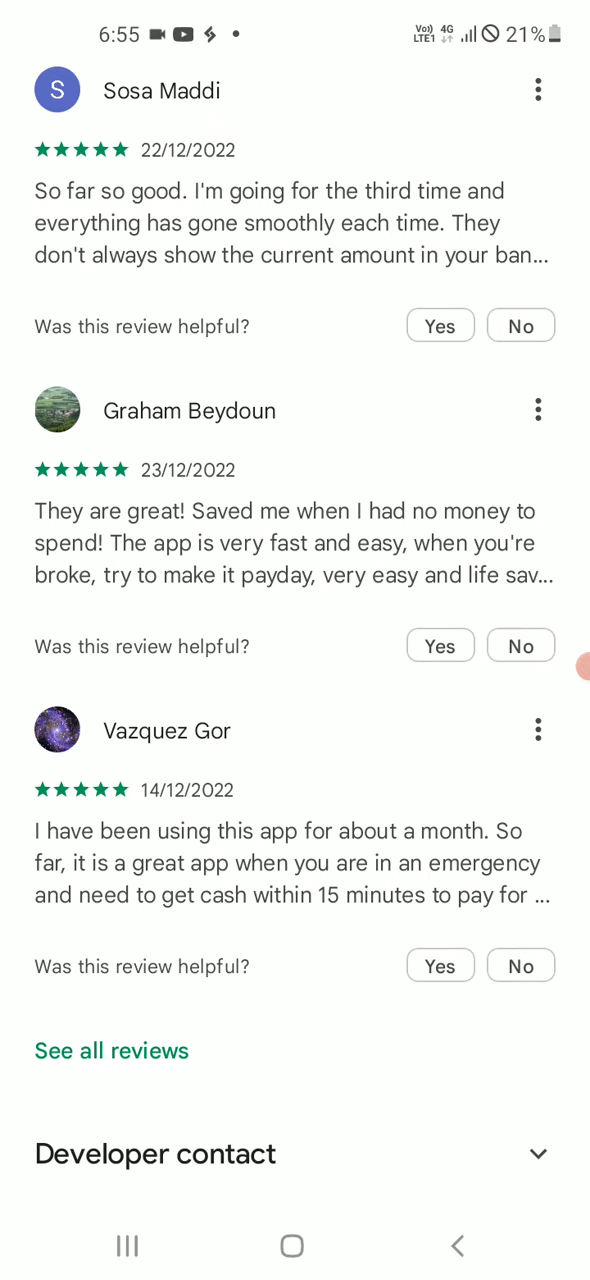 6:55
Vo)) 4G
LTE1
21%
S
Sosa Maddi
22/12/2022
So far so good. I'm going for the third time and
everything has gone smoothly each time. They
don't always show the current amount in your ban...
Was this review helpful?
Yes
No
Graham Beydoun
23/12/2022
They are great! Saved me when I had no money to
spend! The app is very fast and easy, when you're
broke, try to make it payday, very easy and life sav...
Was this review helpful?
Yes
No
Vazquez Gor
14/12/2022
I have been using this app for about a month. So
far, it is a great app when you are in an emergency
and need to get cash within 15 minutes to pay for ...
Was this review helpful?
Yes
No
See all reviews
Developer contact